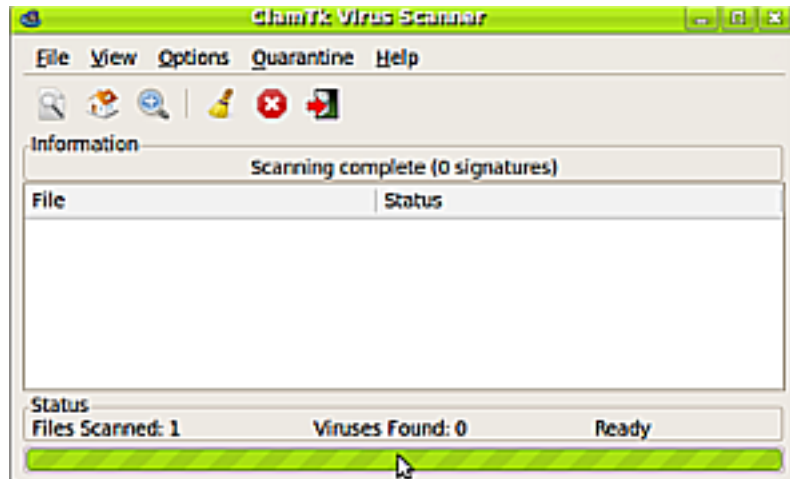 ClamTk Virus Scanner
File View Options Quarantine Help
Information
Scanning complete (0 signatures)
File Status
Status
Files Scanned: 1 Viruses Found: 0 Ready